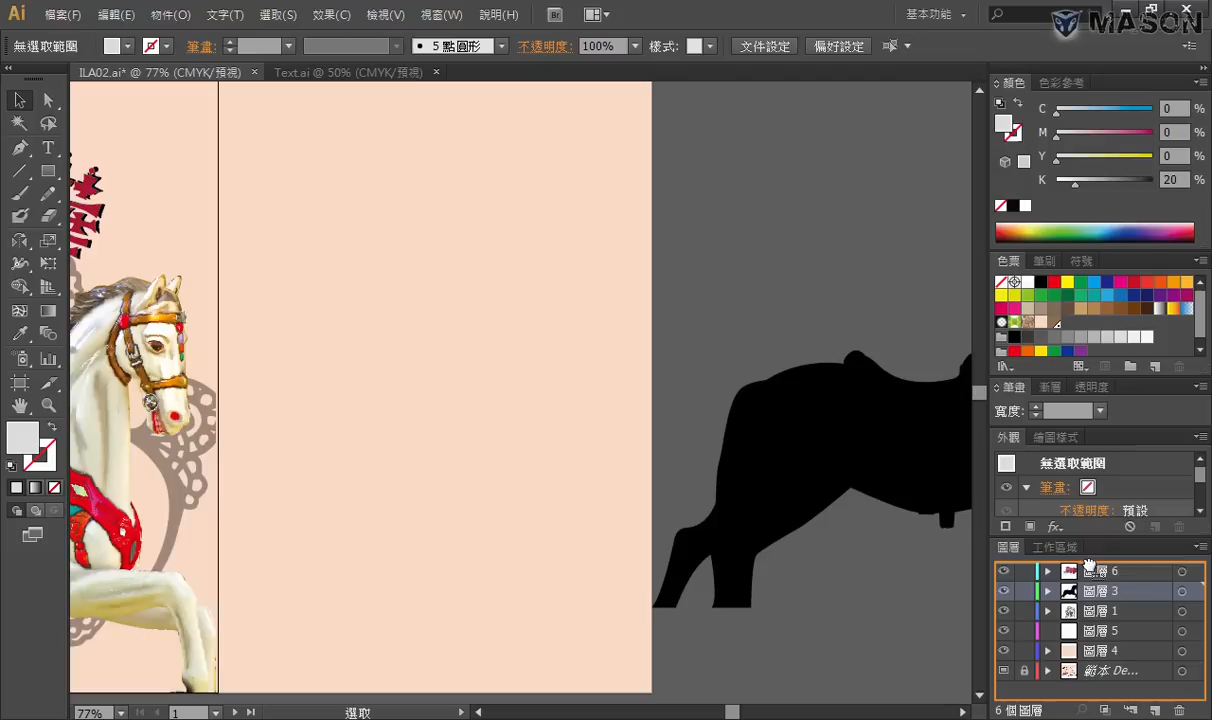 Ai 檔案(F) 編輯(E) 物件(O) 文字(T) 選取(S) 效果(C) 檢視(V) 視窗(W) 說明(H) Br 基本功能
MASON
無選取範圍 筆畫: 5 點圓形 不透明度: 100% 樣式: 文件設定 偏好設定
ILA02.ai* @ 77% (CMYK/預視) × Text.ai @ 50% (CMYK/預視) ×
顏色 色彩參考
C 0 %
M 0 %
Y 0 %
K 20 %
色票 筆刷 符號
筆畫 漸層 透明度
寬度:
外觀 繪圖樣式
無選取範圍
筆畫:
不透明度: 預設
fx
圖層 工作區域
圖層 6
圖層 3
圖層 1
圖層 5
圖層 4
範本 De...
6 個圖層
77% 1 選取